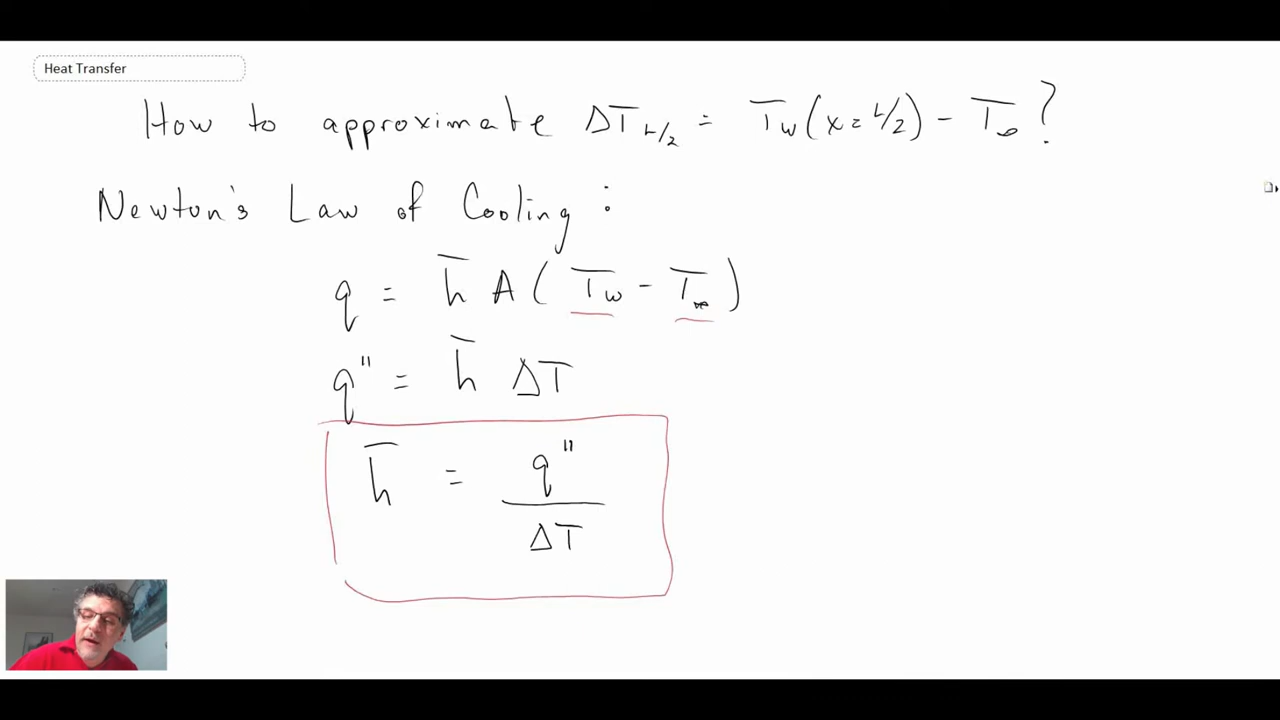 Heat Transfer
How to approximate ΔT_{L/2} = T_w(x = L/2) - T_∞?
Newton's Law of Cooling:
q = h̄ A (T_w - T_∞)
q" = h̄ ΔT
h̄ = q" / ΔT